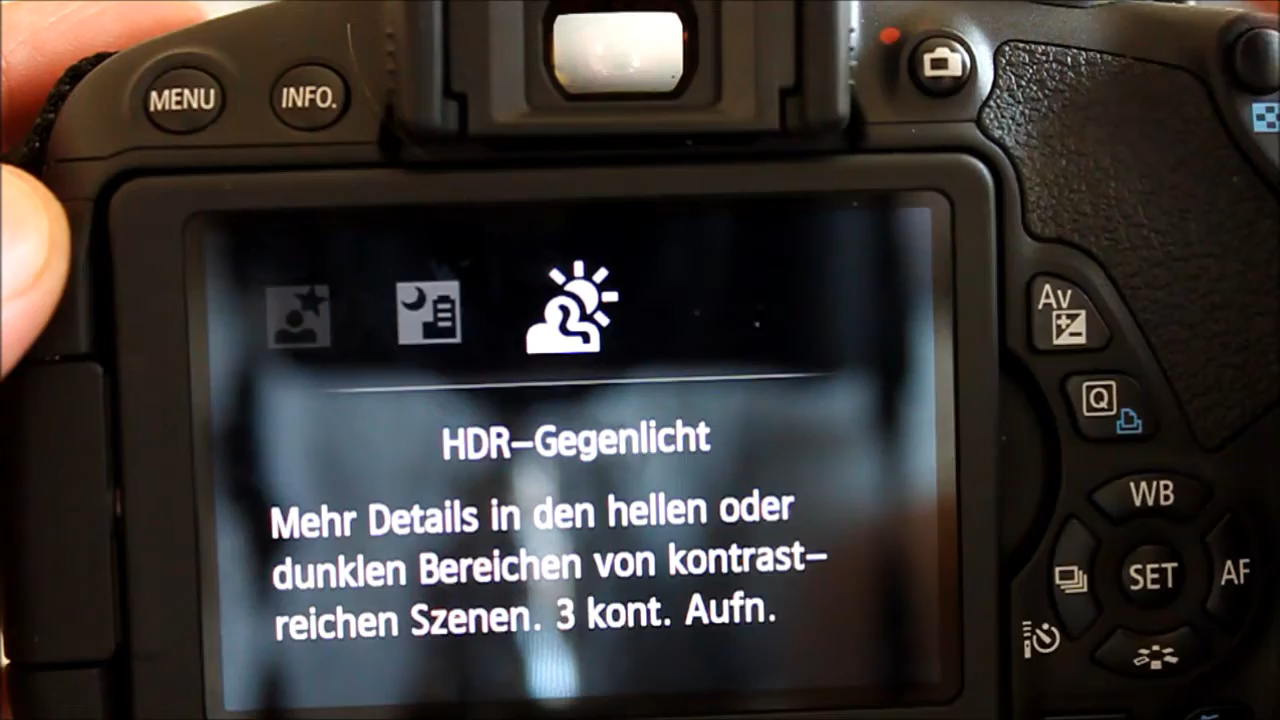 MENU INFO.
HDR-Gegenlicht
Mehr Details in den hellen oder
dunklen Bereichen von kontrast-
reichen Szenen. 3 kont. Aufn.
Av
Q
WB
SET AF